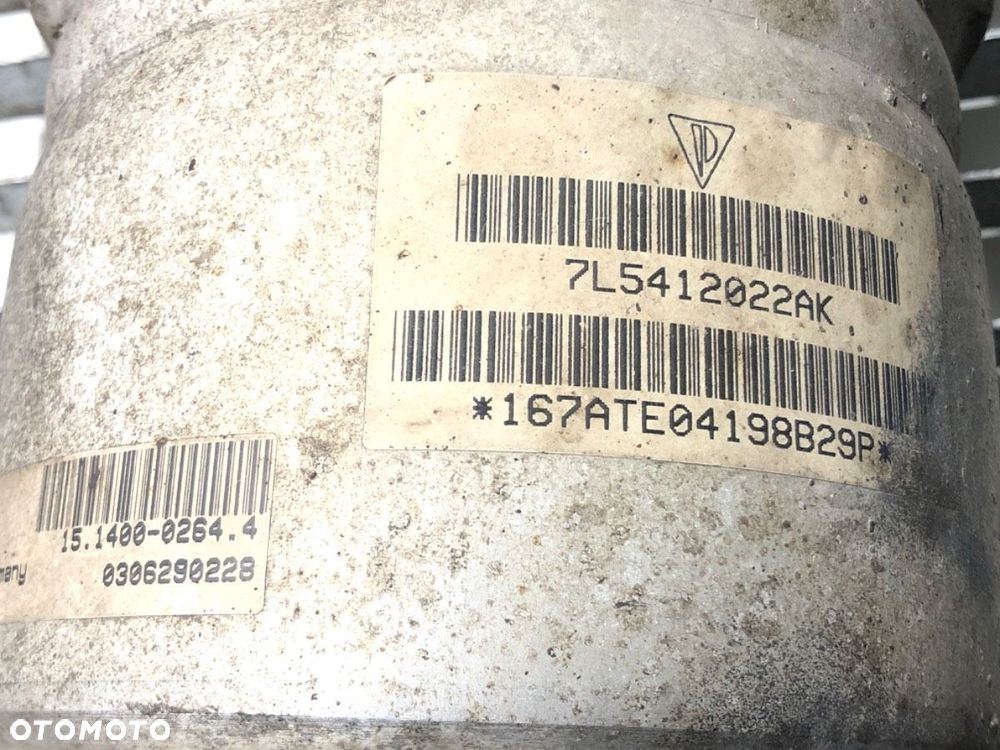 7L5412022AK
*167ATE04198B29P*
15.1400-0264.4
many 0306290228
OTOMOTO